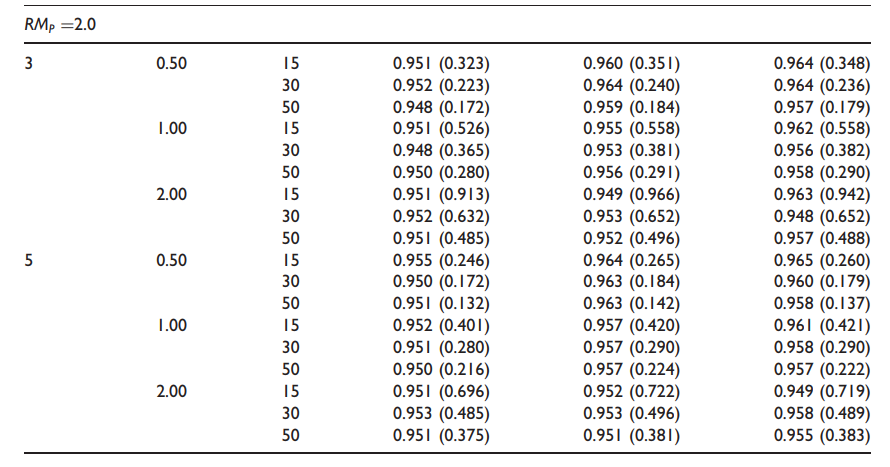 RMP =2.0
3 0.50 15 0.951 (0.323) 0.960 (0.351) 0.964 (0.348)
30 0.952 (0.223) 0.964 (0.240) 0.964 (0.236)
50 0.948 (0.172) 0.959 (0.184) 0.957 (0.179)
1.00 15 0.951 (0.526) 0.955 (0.558) 0.962 (0.558)
30 0.948 (0.365) 0.953 (0.381) 0.956 (0.382)
50 0.950 (0.280) 0.956 (0.291) 0.958 (0.290)
2.00 15 0.951 (0.913) 0.949 (0.966) 0.963 (0.942)
30 0.952 (0.632) 0.953 (0.652) 0.948 (0.652)
50 0.951 (0.485) 0.952 (0.496) 0.957 (0.488)
5 0.50 15 0.955 (0.246) 0.964 (0.265) 0.965 (0.260)
30 0.950 (0.172) 0.963 (0.184) 0.960 (0.179)
50 0.951 (0.132) 0.963 (0.142) 0.958 (0.137)
1.00 15 0.952 (0.401) 0.957 (0.420) 0.961 (0.421)
30 0.951 (0.280) 0.957 (0.290) 0.958 (0.290)
50 0.950 (0.216) 0.957 (0.224) 0.957 (0.222)
2.00 15 0.951 (0.696) 0.952 (0.722) 0.949 (0.719)
30 0.953 (0.485) 0.953 (0.496) 0.958 (0.489)
50 0.951 (0.375) 0.951 (0.381) 0.955 (0.383)